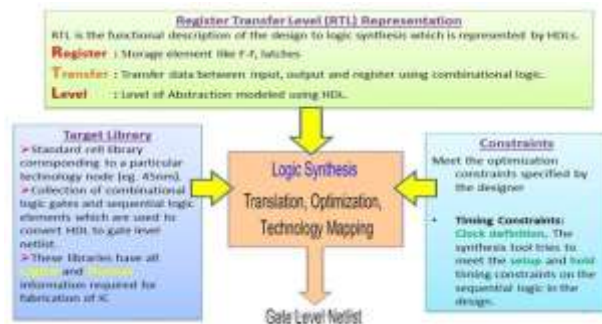 Register Transfer Level (RTL) Representation
RTL is the functional description of the design to logic synthesis which is represented by HDLs.
Register : Storage element like F-F, latches
Transfer : Transfer data between input, output and register using combinational logic.
Level : Level of Abstraction modeled using HDL.
Target Library
➤Standard cell library
corresponding to a particular
technology node (eg. 45nm).
➤Collection of combinational
logic gates and sequential logic
elements which are used to
convert HDL to gate level
netlist.
➤These libraries have all
and
information required for
fabrication of IC
Logic Synthesis
Translation, Optimization,
Technology Mapping
Gate Level Netlist
Constraints
Meet the optimization
constraints specified by
the designer
• Timing Constraints:
Clock definition. The
synthesis tool tries to
meet the setup and hold
timing constraints on the
sequential logic in the
design.